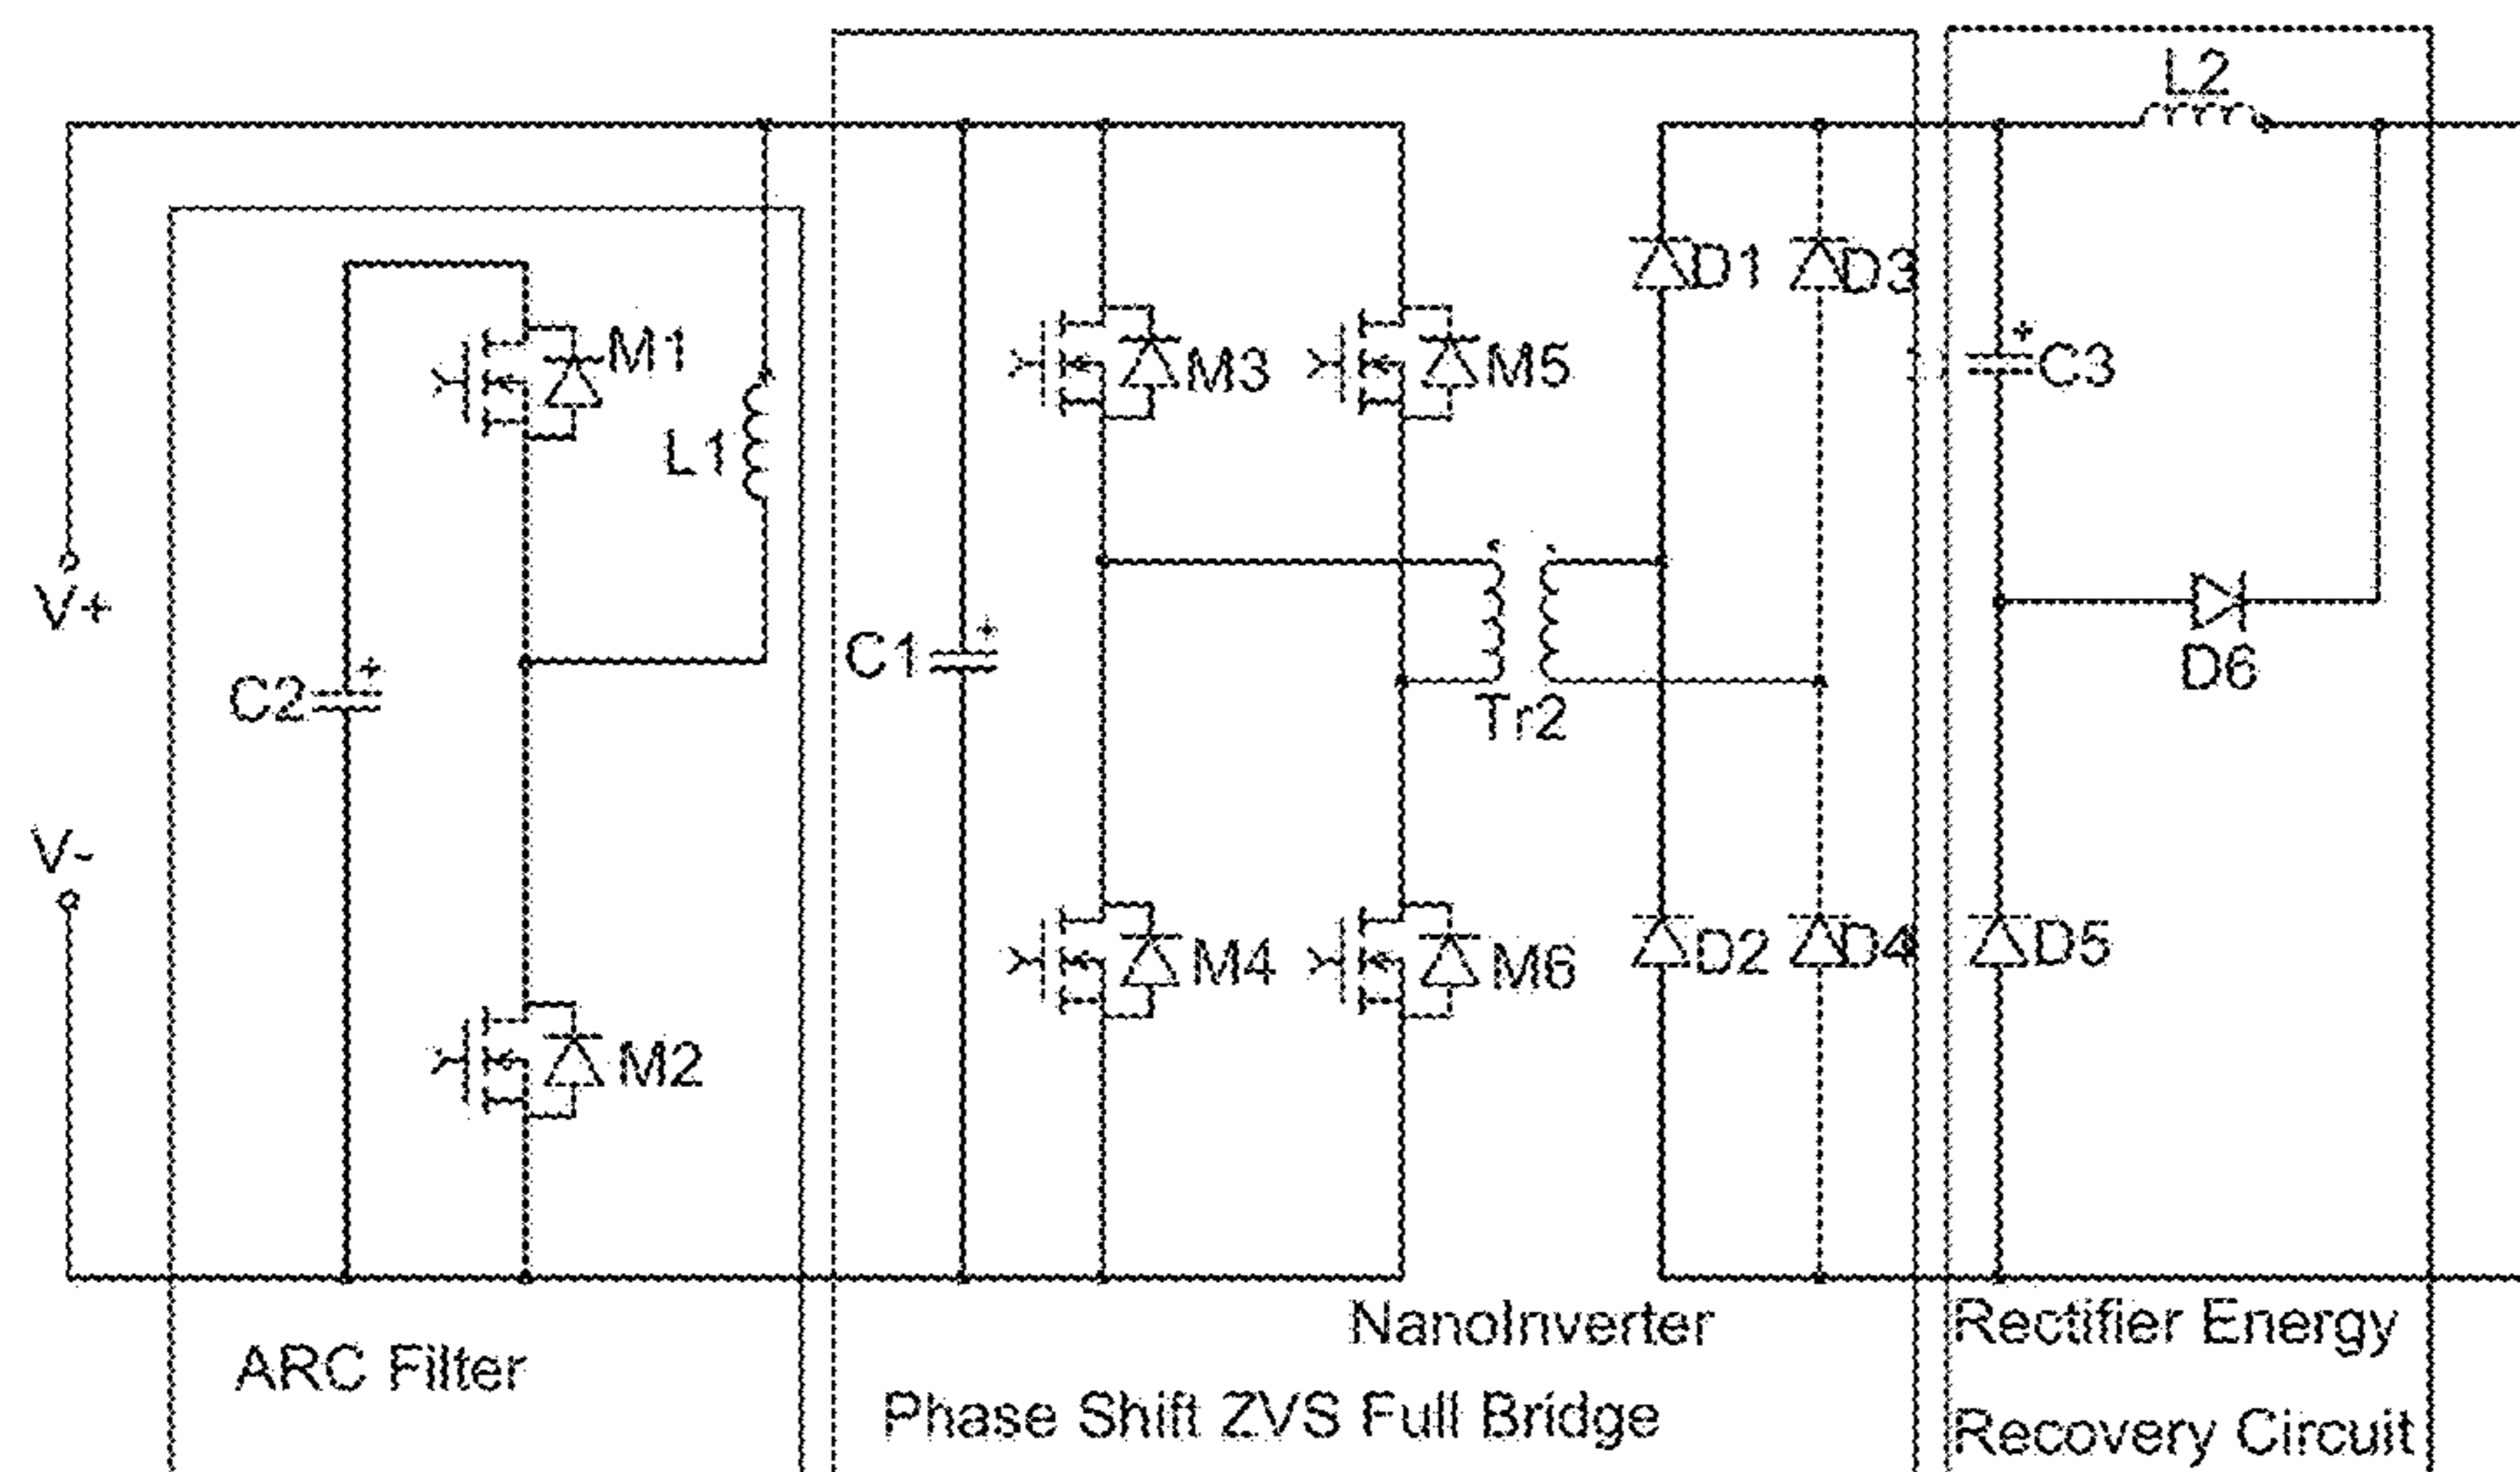 L2
D1
D3
M1
M3
M5
C3
L1
V+
C1
C2
Tr2
D6
V-
M4
M6
D2
D4
D5
M2
NanoInverter
Rectifier Energy
ARC Filter
Phase Shift ZVS Full Bridge
Recovery Circuit